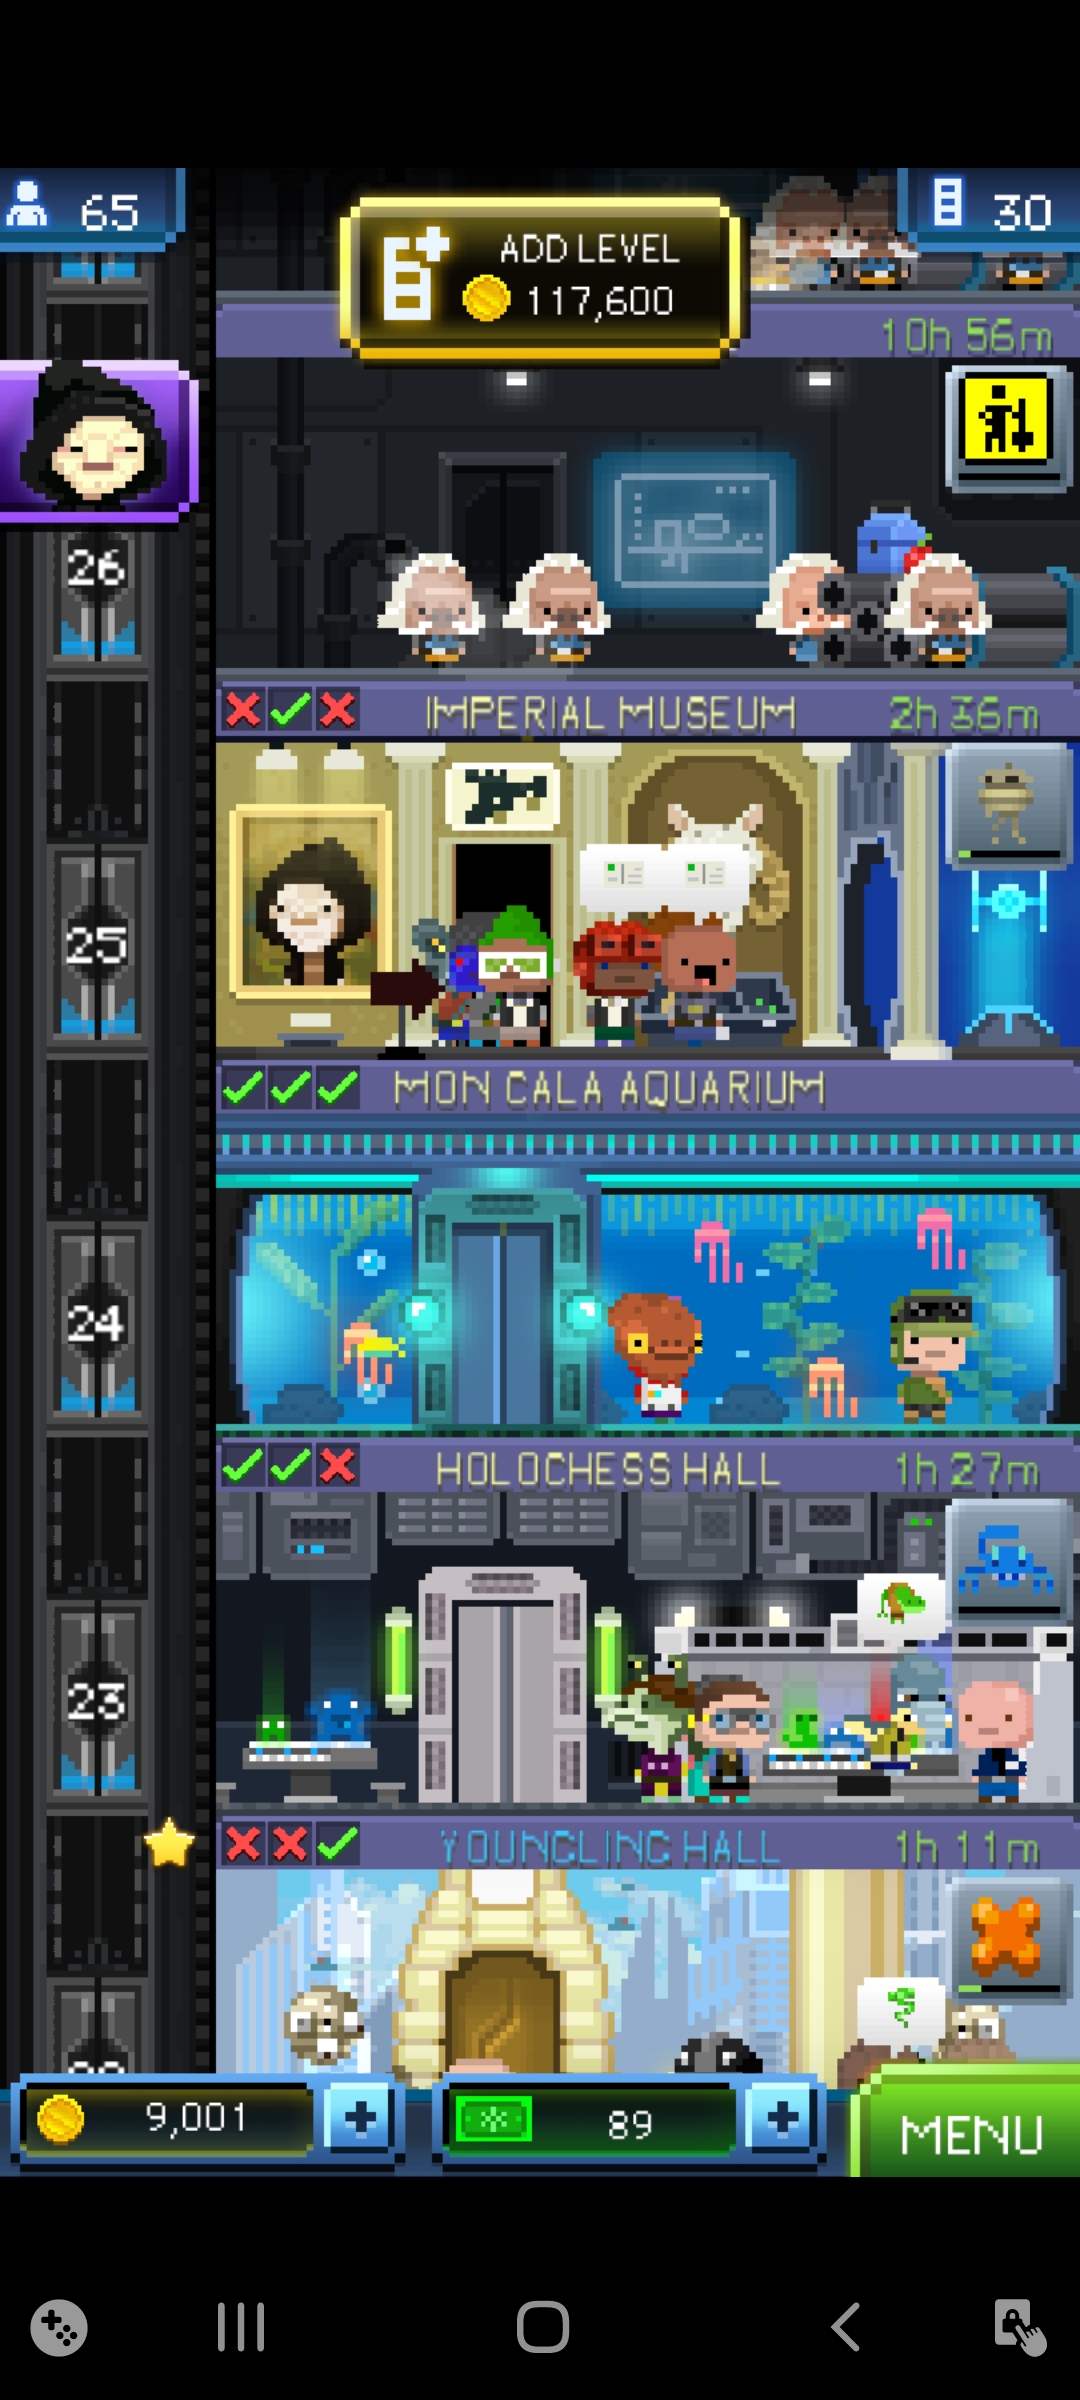 65
30
ADD LEVEL
117,600
10h 56m
26
IMPERIAL MUSEUM
2h 36m
25
MON CALA AQUARIUM
24
HOLOCHESS HALL
1h 27m
23
YOUNGLING HALL
1h 11m
9,001
89
MENU